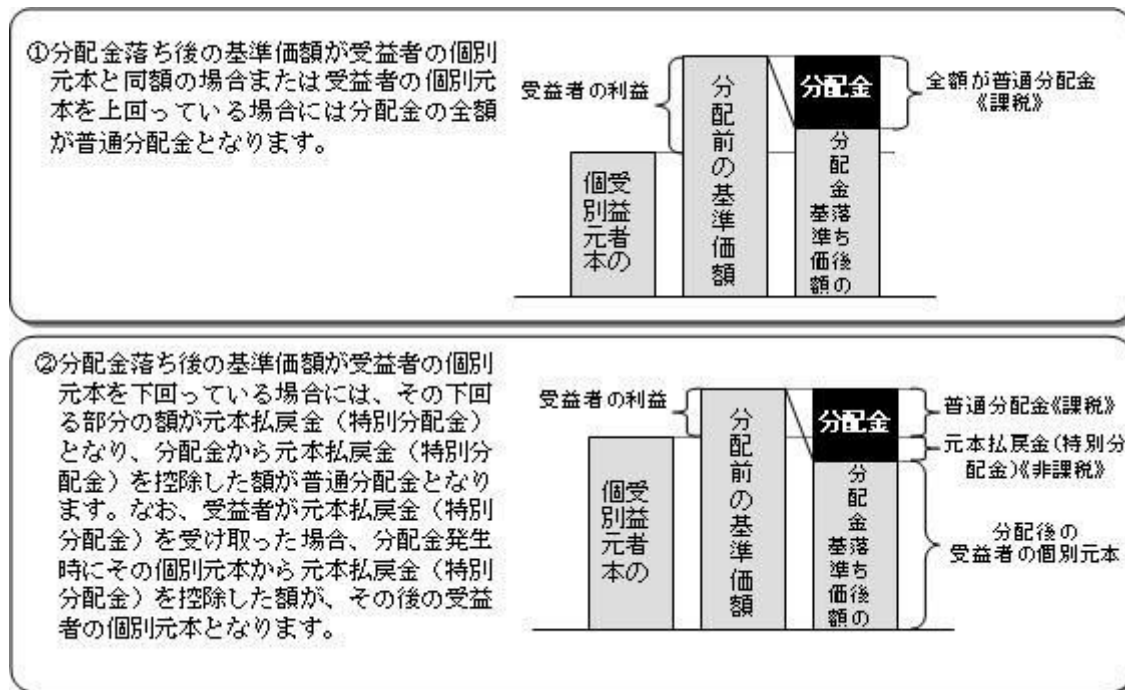 ①分配金落ち後の基準価額が受益者の個別
元本と同額の場合または受益者の個別元
本を上回っている場合には分配金の全額
が普通分配金となります。
受益者の利益
受益者の
個別元本
分配前の基準価額
分配金
分配金落ち後の
基準価額
全額が普通分配金
《課税》
②分配金落ち後の基準価額が受益者の個別
元本を下回っている場合には、その下回
る部分の額が元本払戻金（特別分配金）
となり、分配金から元本払戻金（特別分
配金）を控除した額が普通分配金となり
ます。なお、受益者が元本払戻金（特別
分配金）を受け取った場合、分配金発生
時にその個別元本から元本払戻金（特別
分配金）を控除した額が、その後の受益
者の個別元本となります。
受益者の利益
受益者の
個別元本
分配前の基準価額
分配金
分配金落ち後の
基準価額
普通分配金《課税》
元本払戻金(特別分
配金)《非課税》
分配後の
受益者の個別元本